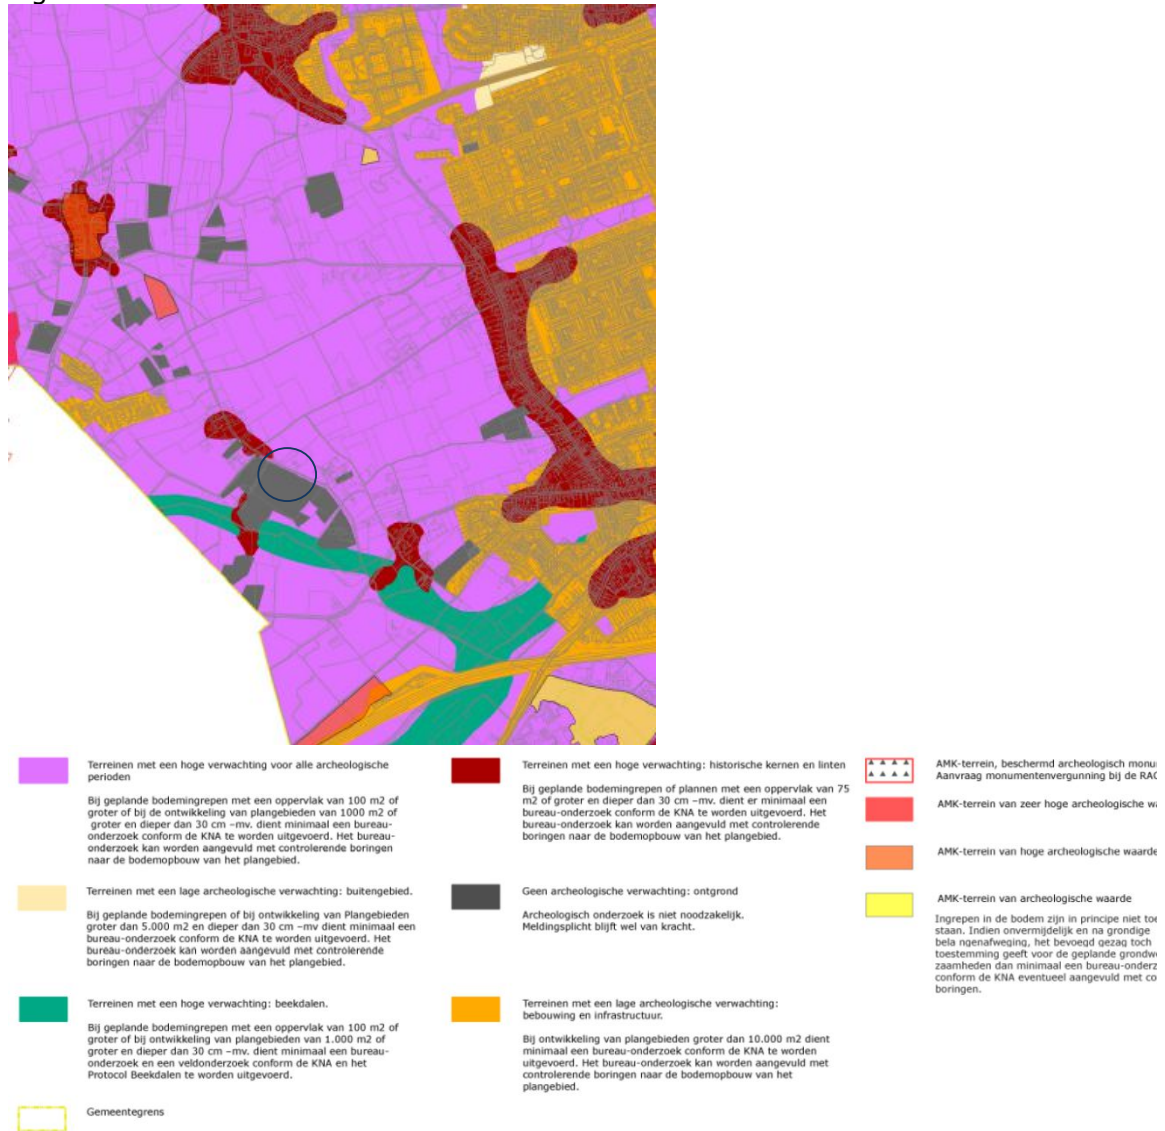 Terreinen met een hoge verwachting voor alle archeologische
perioden
Bij geplande bodemingrepen met een oppervlak van 100 m2 of
groter of bij de ontwikkeling van plangebieden van 1000 m2 of
groter en dieper dan 30 cm –mv. dient minimaal een bureau-
onderzoek conform de KNA te worden uitgevoerd. Het bureau-
onderzoek kan worden aangevuld met controlerende boringen
naar de bodemopbouw van het plangebied.
Terreinen met een lage archeologische verwachting: buitengebied.
Bij geplande bodemingrepen of bij ontwikkeling van Plangebieden
groter dan 5.000 m2 en dieper dan 30 cm –mv dient minimaal een
bureau-onderzoek conform de KNA te worden uitgevoerd. Het
bureau-onderzoek kan worden aangevuld met controlerende
boringen naar de bodemopbouw van het plangebied.
Terreinen met een hoge verwachting: beekdalen.
Bij geplande bodemingrepen met een oppervlak van 100 m2 of
groter of bij ontwikkeling van plangebieden van 1.000 m2 of
groter en dieper dan 30 cm –mv. dient minimaal een bureau-
onderzoek en een veldonderzoek conform de KNA en het
Protocol Beekdalen te worden uitgevoerd.
Gemeentegrens
Terreinen met een hoge verwachting: historische kernen en linten
Bij geplande bodemingrepen of plannen met een oppervlak van 75
m2 of groter en dieper dan 30 cm –mv. dient er minimaal een
bureau-onderzoek conform de KNA te worden uitgevoerd. Het
bureau-onderzoek kan worden aangevuld met controlerende
boringen naar de bodemopbouw van het plangebied.
Geen archeologische verwachting: ontgrond
Archeologisch onderzoek is niet noodzakelijk.
Meldingsplicht blijft wel van kracht.
Terreinen met een lage archeologische verwachting:
bebouwing en infrastructuur.
Bij ontwikkeling van plangebieden groter dan 10.000 m2 dient
minimaal een bureau-onderzoek conform de KNA te worden
uitgevoerd. Het bureau-onderzoek kan worden aangevuld met
controlerende boringen naar de bodemopbouw van het
plangebied.
AMK-terrein, beschermd archeologisch monu
Aanvraag monumentenvergunning bij de RAC
AMK-terrein van zeer hoge archeologische wa
AMK-terrein van hoge archeologische waarde
AMK-terrein van archeologische waarde
Ingrepen in de bodem zijn in principe niet toe
staan. Indien onvermijdelijk en na grondige
bela ngenafweging, het bevoegd gezag toch
toestemming geeft voor de geplande grondwe
zaamheden dan minimaal een bureau-onderz
conform de KNA eventueel aangevuld met co
boringen.